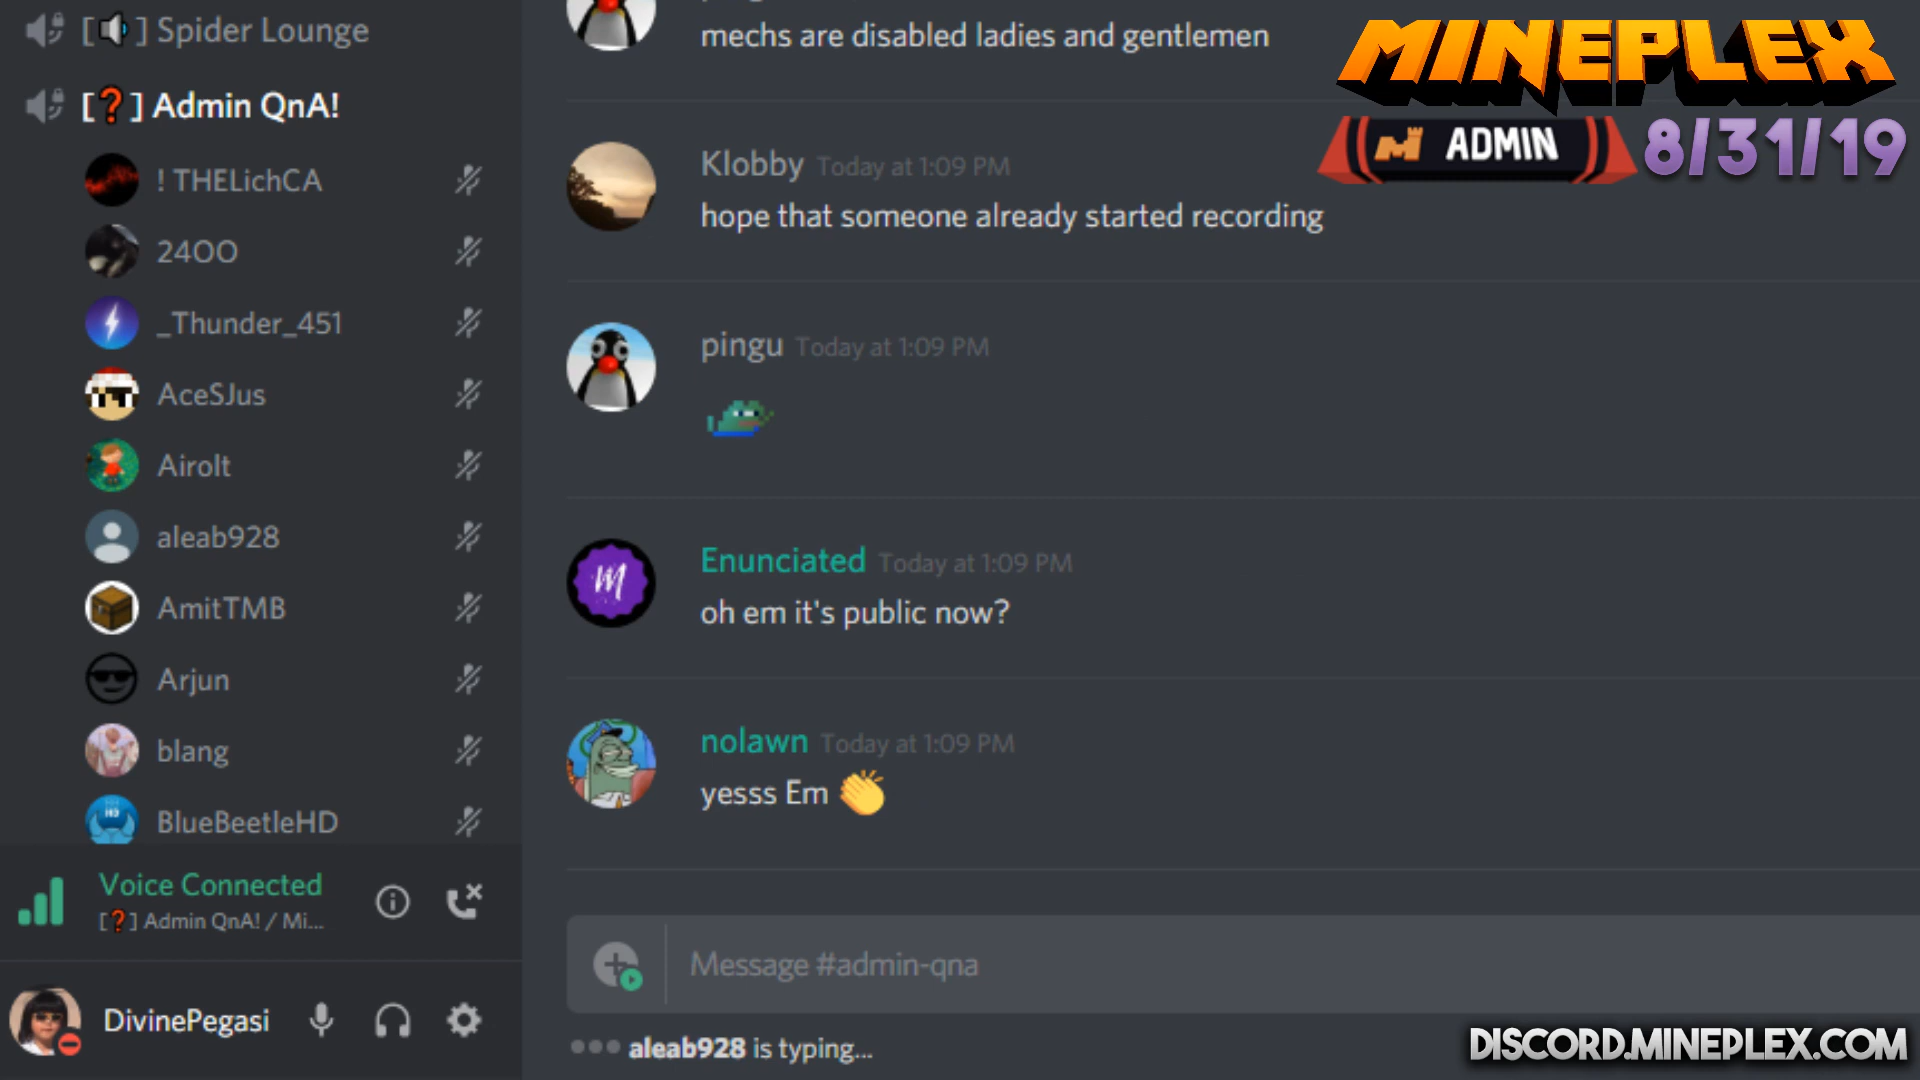 [🔈] Spider Lounge
[❓] Admin QnA!
! THELichCA
24OO
_Thunder_451
AceSJus
Airolt
aleab928
AmitTMB
Arjun
blang
BlueBeetleHD
Voice Connected
[❓] Admin QnA! / Mi...
DivinePegasi
mechs are disabled ladies and gentlemen
Klobby Today at 1:09 PM
hope that someone already started recording
pingu Today at 1:09 PM
Enunciated Today at 1:09 PM
m
oh em it's public now?
nolawn Today at 1:09 PM
yesss Em 👏
Message #admin-qna
aleab928 is typing...
MINEPLEX
ADMIN 8/31/19
DISCORD.MINEPLEX.COM